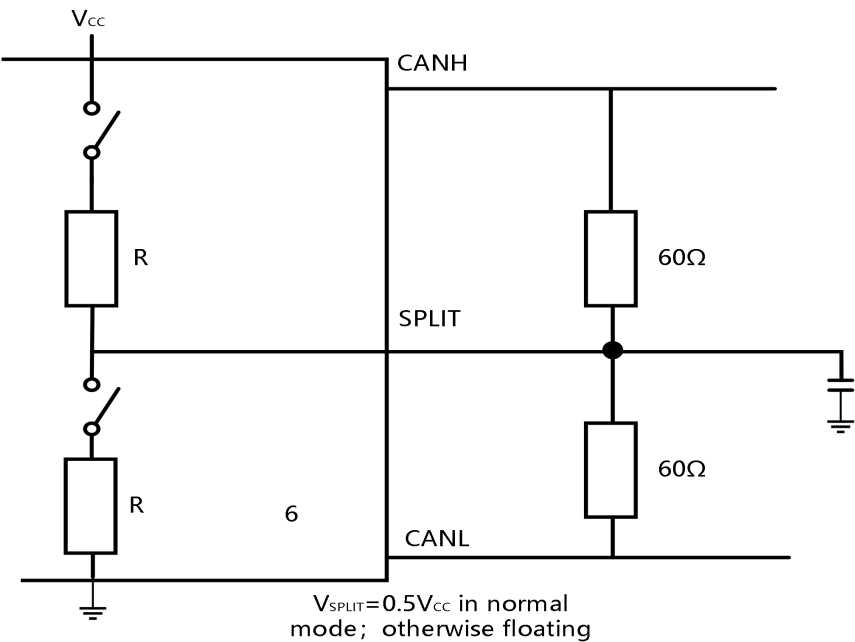 VCC
CANH
R
60Ω
SPLIT
60Ω
R
6
CANL
VSPLIT=0.5VCC in normal
mode; otherwise floating